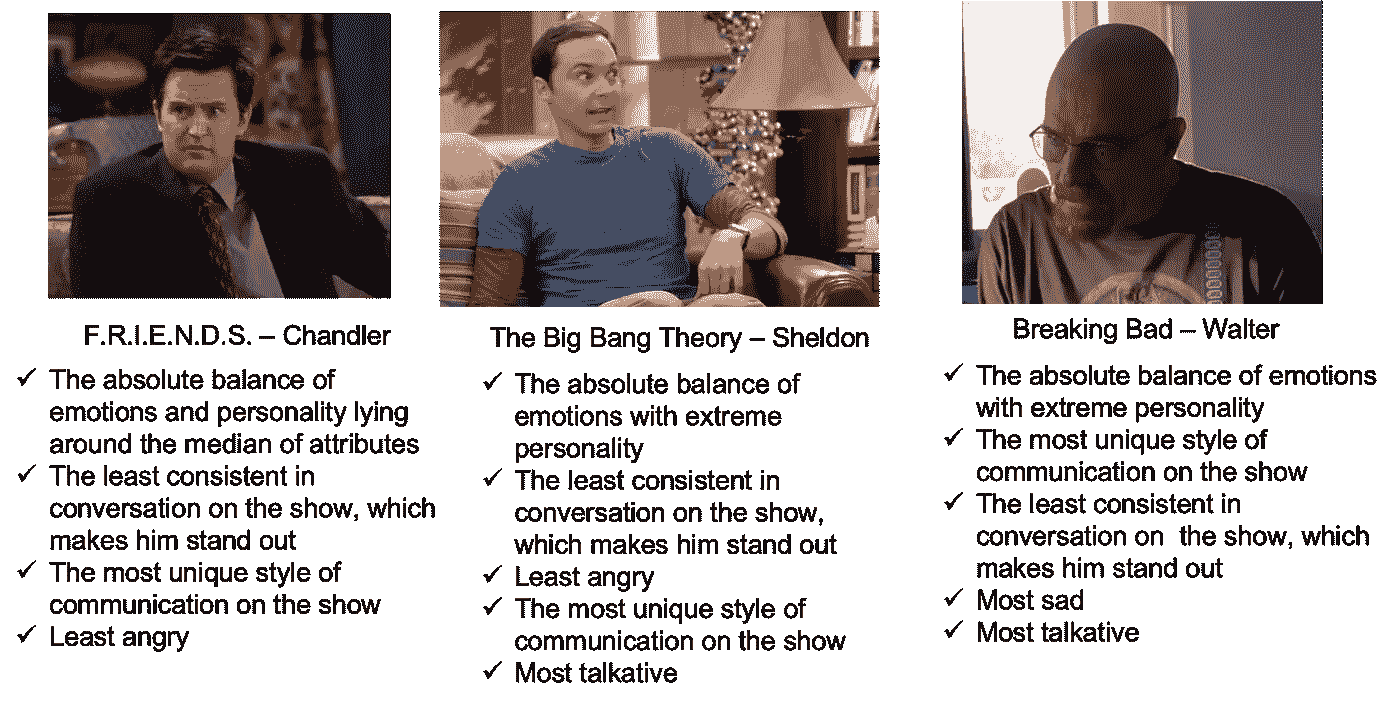 F.R.I.E.N.D.S. – Chandler
✓ The absolute balance of
emotions and personality lying
around the median of attributes
✓ The least consistent in
conversation on the show, which
makes him stand out
✓ The most unique style of
communication on the show
✓ Least angry
The Big Bang Theory – Sheldon
✓ The absolute balance of
emotions with extreme
personality
✓ The least consistent in
conversation on the show,
which makes him stand out
✓ Least angry
✓ The most unique style of
communication on the show
✓ Most talkative
Breaking Bad – Walter
✓ The absolute balance of emotions
with extreme personality
✓ The most unique style of
communication on the show
✓ The least consistent in
conversation on  the show, which
makes him stand out
✓ Most sad
✓ Most talkative